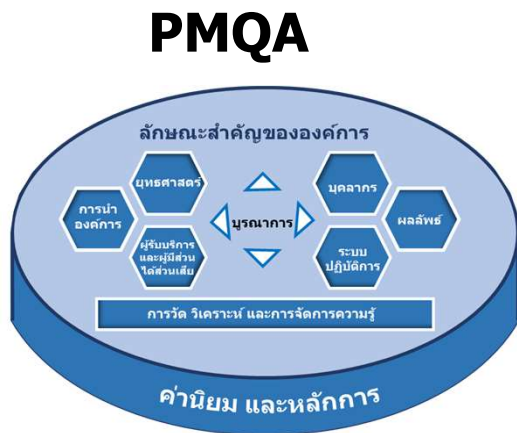 PMQA
ลักษณะสำคัญขององค์การ
ยุทธศาสตร์
บุคลากร
การนำ
องค์การ
บูรณาการ
ผลลัพธ์
ผู้รับบริการ
และผู้มีส่วน
ได้ส่วนเสีย
ระบบ
ปฏิบัติการ
การวัด วิเคราะห์ และการจัดการความรู้
ค่านิยม และหลักการ